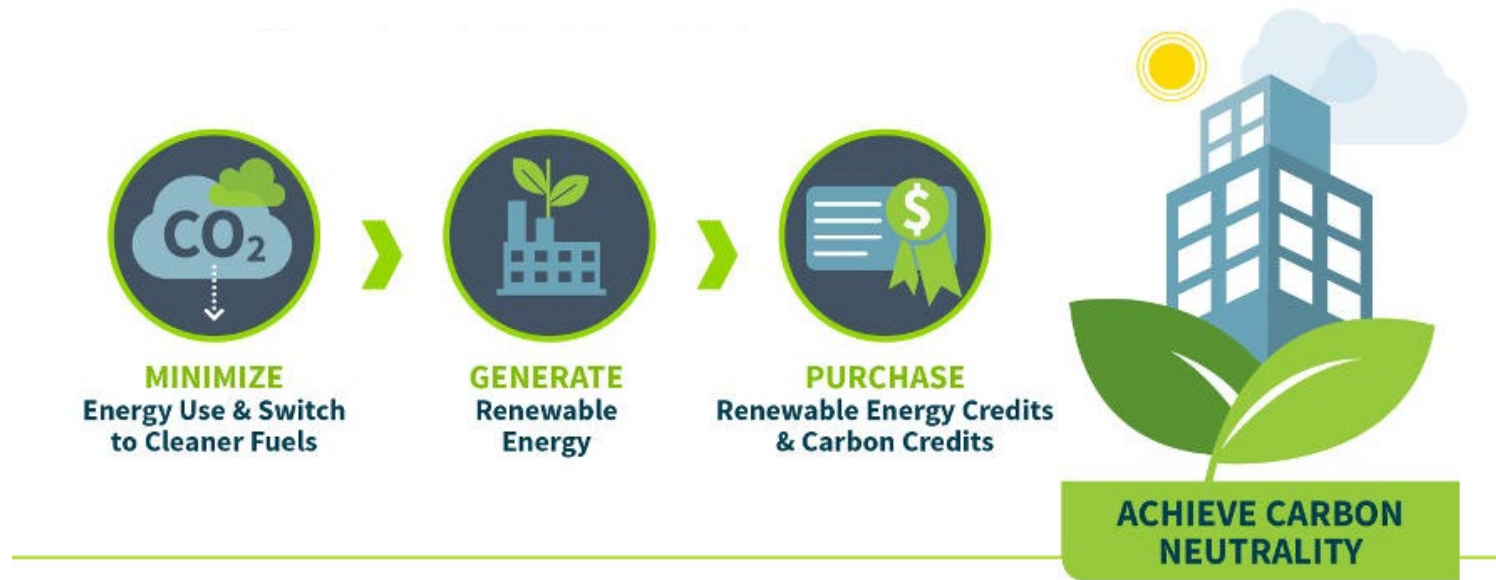 CO₂
MINIMIZE
Energy Use & Switch
to Cleaner Fuels
GENERATE
Renewable
Energy
$
PURCHASE
Renewable Energy Credits
& Carbon Credits
ACHIEVE CARBON
NEUTRALITY